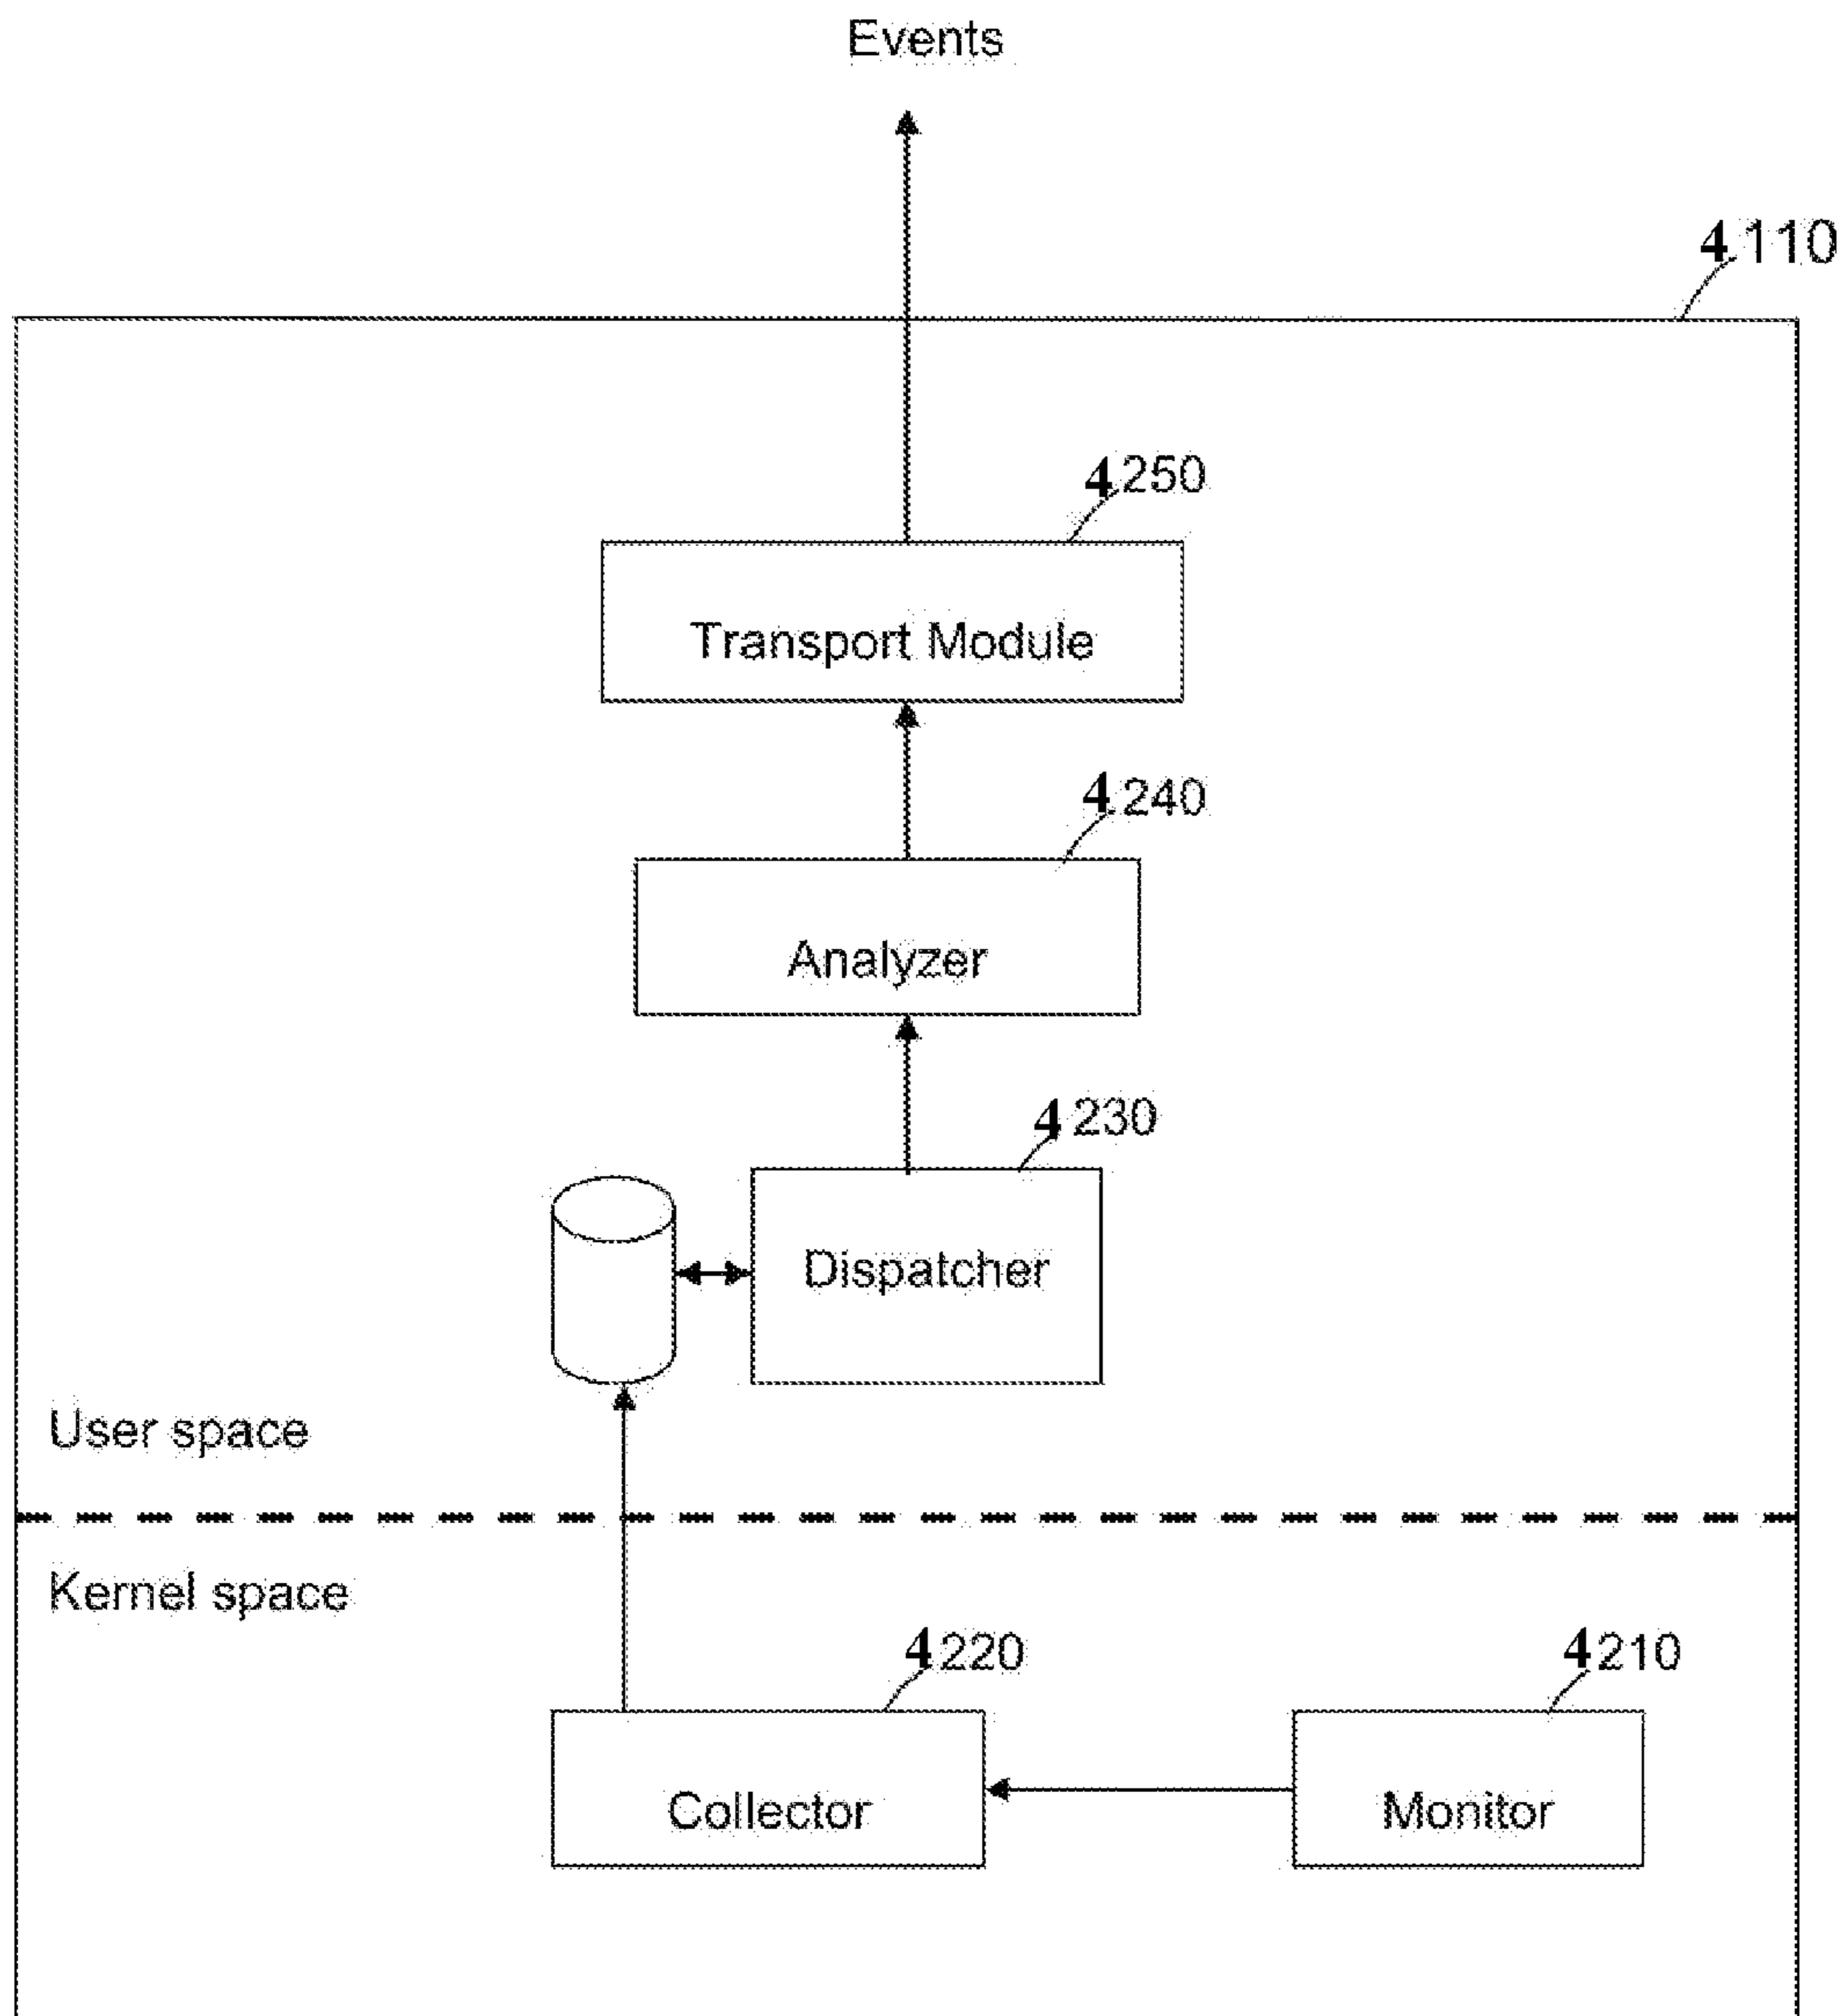 Events
4110
4250
Transport Module
4240
Analyzer
4230
Dispatcher
User space
Kernel space
4220
4210
Collector
Monitor